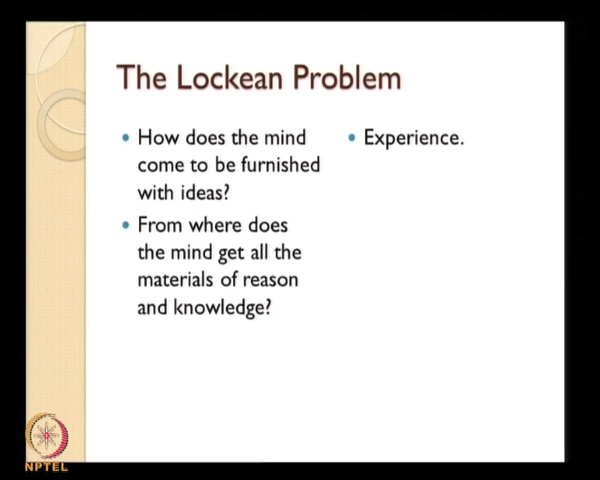 The Lockean Problem
• How does the mind
come to be furnished
with ideas?
• From where does
the mind get all the
materials of reason
and knowledge?
• Experience.
NPTEL